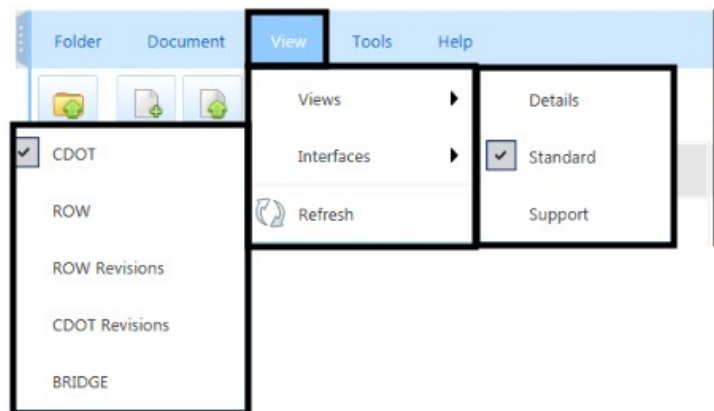 Folder Document View Tools Help
Views
Interfaces
Refresh
Details
Standard
Support
CDOT
ROW
ROW Revisions
CDOT Revisions
BRIDGE